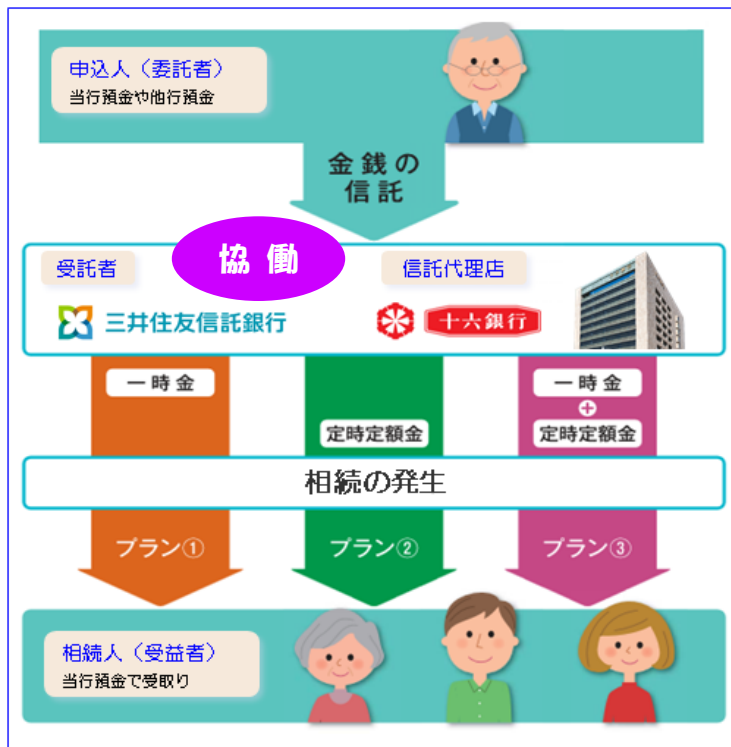 申込人（委託者）
当行預金や他行預金
金銭の
信託
協働
受託者
信託代理店
三井住友信託銀行
十六銀行
一時金
定時定額金
一時金
+
定時定額金
相続の発生
プラン①
プラン②
プラン③
相続人（受益者）
当行預金で受取り